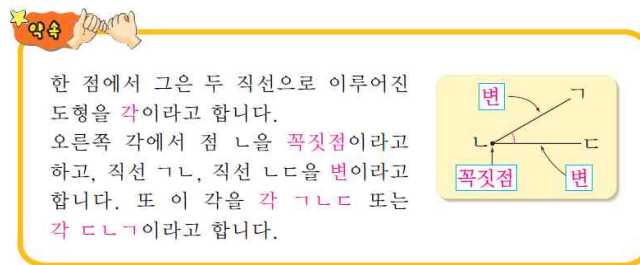 약속
한 점에서 그은 두 직선으로 이루어진
도형을 각이라고 합니다.
오른쪽 각에서 점 ㄴ을 꼭짓점이라고
하고, 직선 ㄱㄴ, 직선 ㄴㄷ을 변이라고
합니다. 또 이 각을 각 ㄱㄴㄷ 또는
각 ㄷㄴㄱ이라고 합니다.
변
ㄱ
ㄴ
ㄷ
꼭짓점
변